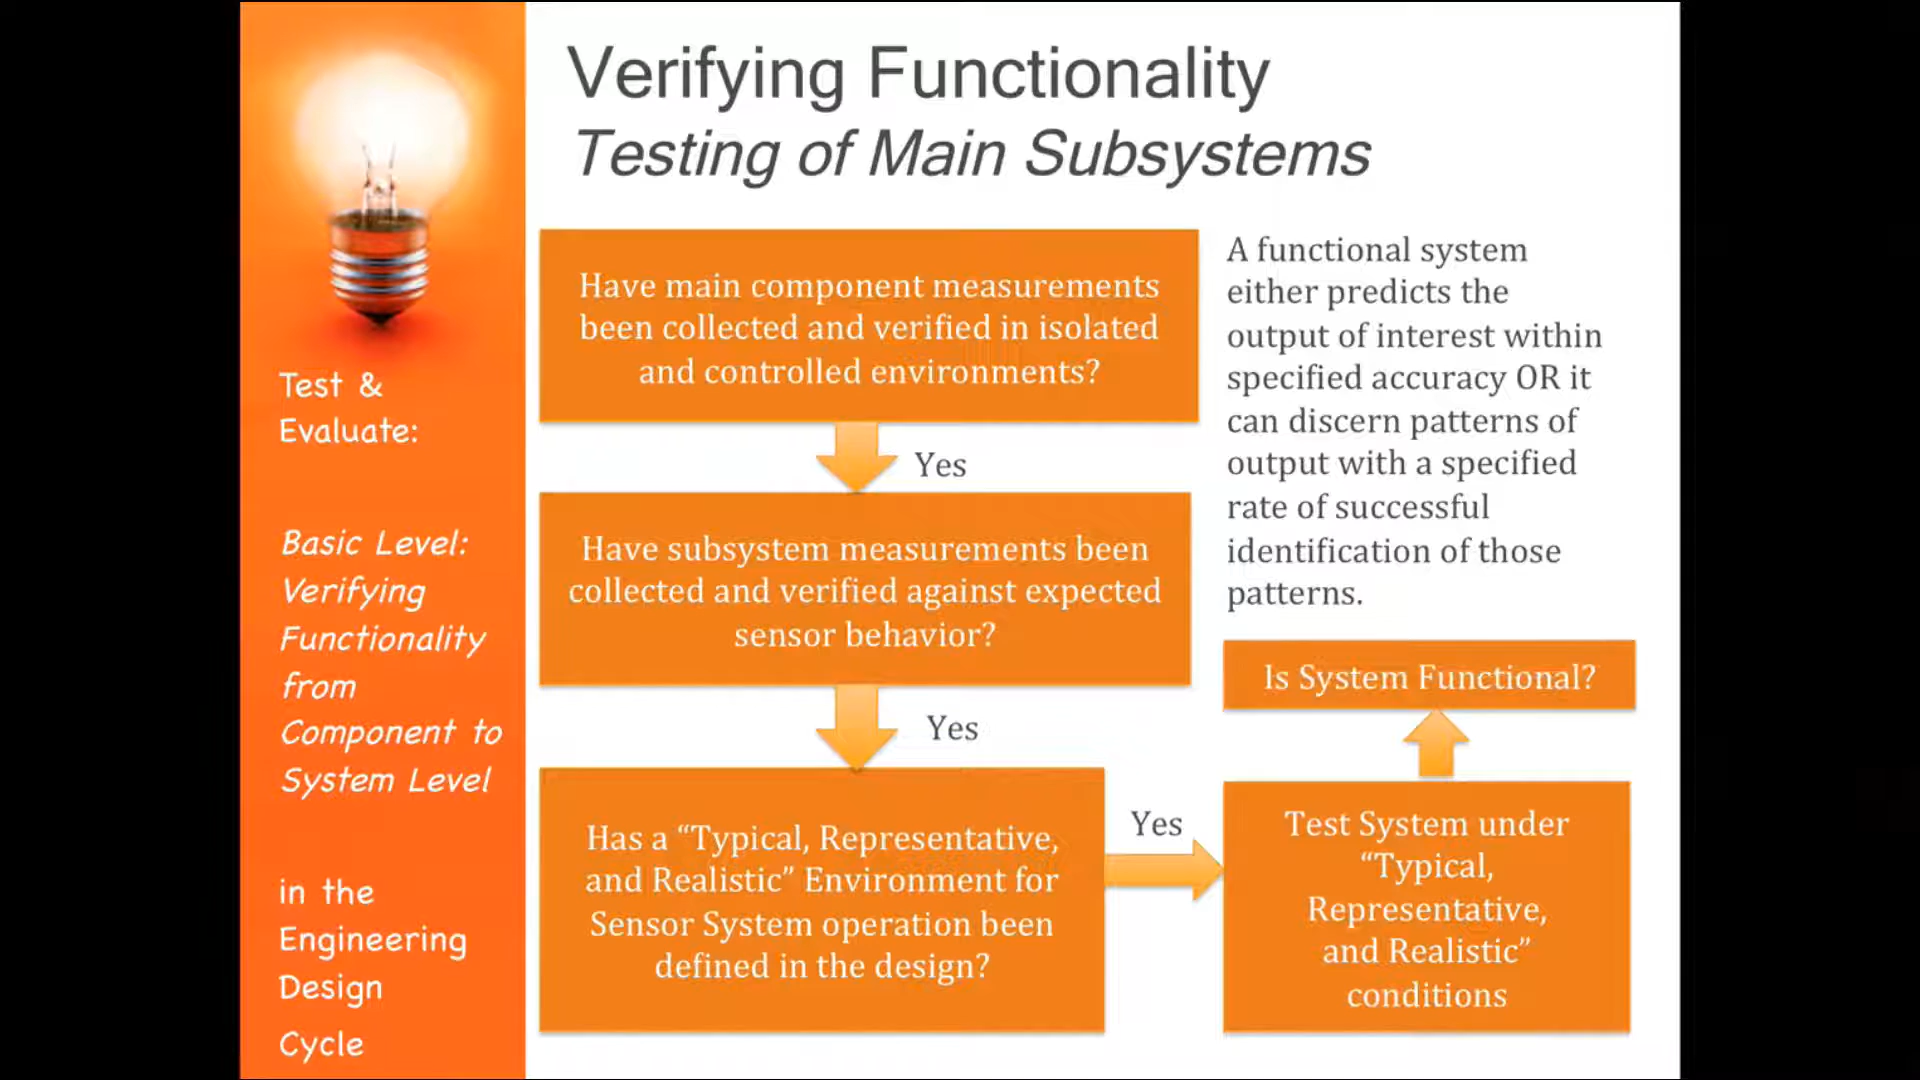 Verifying Functionality
Testing of Main Subsystems
Test &
Evaluate:
Basic Level:
Verifying
Functionality
from
Component to
System Level
in the
Engineering
Design
Cycle
Have main component measurements
been collected and verified in isolated
and controlled environments?
Yes
Have subsystem measurements been
collected and verified against expected
sensor behavior?
Yes
Has a “Typical, Representative,
and Realistic” Environment for
Sensor System operation been
defined in the design?
Yes
Test System under
“Typical,
Representative,
and Realistic”
conditions
Is System Functional?
A functional system
either predicts the
output of interest within
specified accuracy OR it
can discern patterns of
output with a specified
rate of successful
identification of those
patterns.